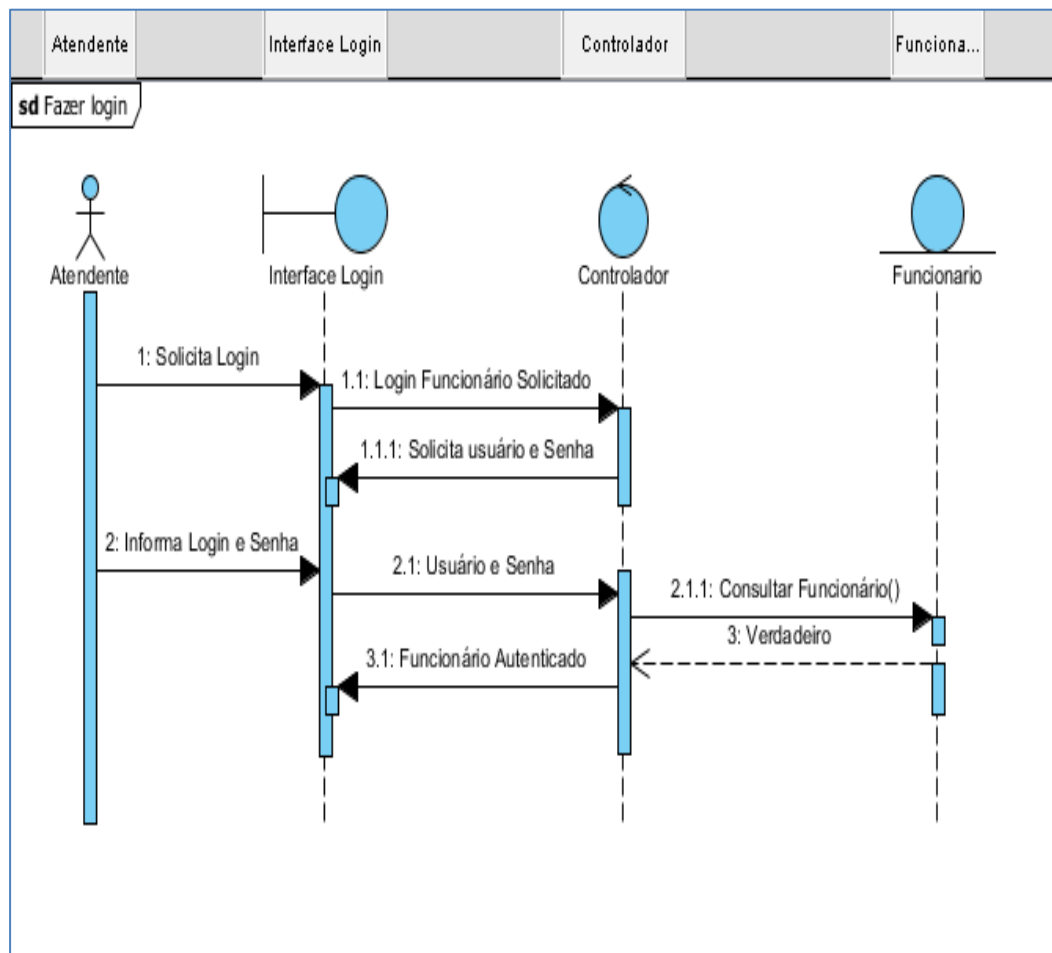 Atendente
Interface Login
Controlador
Funciona...
sd Fazer login
Atendente
Interface Login
Controlador
Funcionario
1: Solicita Login
1.1: Login Funcionário Solicitado
1.1.1: Solicita usuário e Senha
2: Informa Login e Senha
2.1: Usuário e Senha
2.1.1: Consultar Funcionário()
3: Verdadeiro
3.1: Funcionário Autenticado